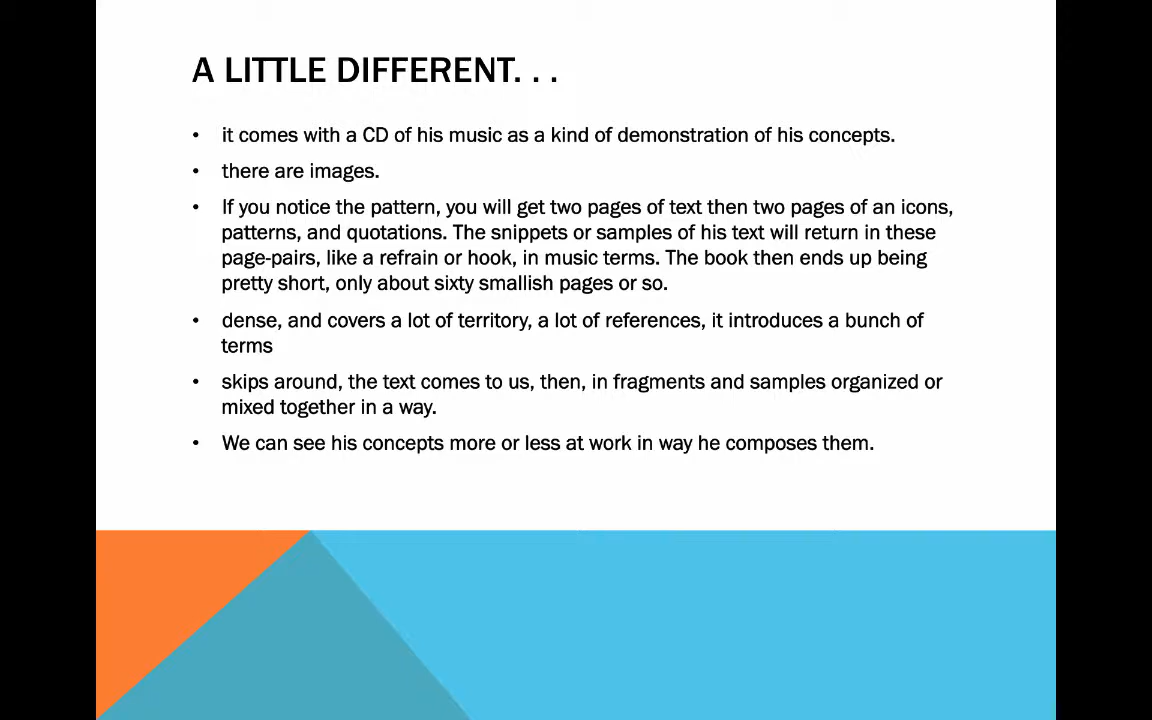 A LITTLE DIFFERENT. . .
• it comes with a CD of his music as a kind of demonstration of his concepts.
• there are images.
• If you notice the pattern, you will get two pages of text then two pages of an icons,
patterns, and quotations. The snippets or samples of his text will return in these
page-pairs, like a refrain or hook, in music terms. The book then ends up being
pretty short, only about sixty smallish pages or so.
• dense, and covers a lot of territory, a lot of references, it introduces a bunch of
terms
• skips around, the text comes to us, then, in fragments and samples organized or
mixed together in a way.
• We can see his concepts more or less at work in way he composes them.